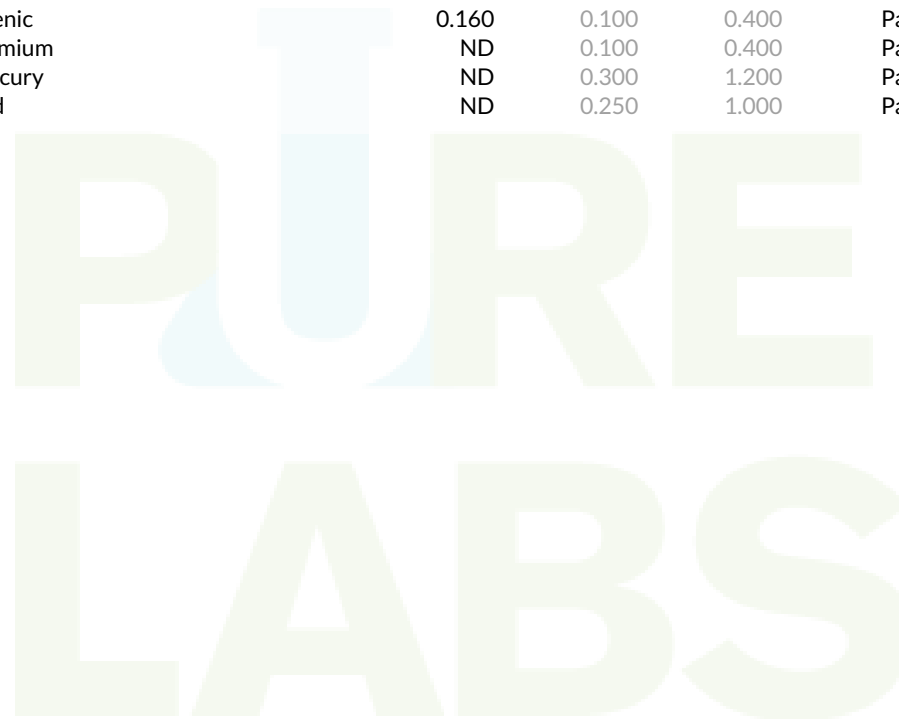 enic 0.160 0.100 0.400 Pa
mium ND 0.100 0.400 Pa
cury ND 0.300 1.200 Pa
d ND 0.250 1.000 Pa
PURE
LABS